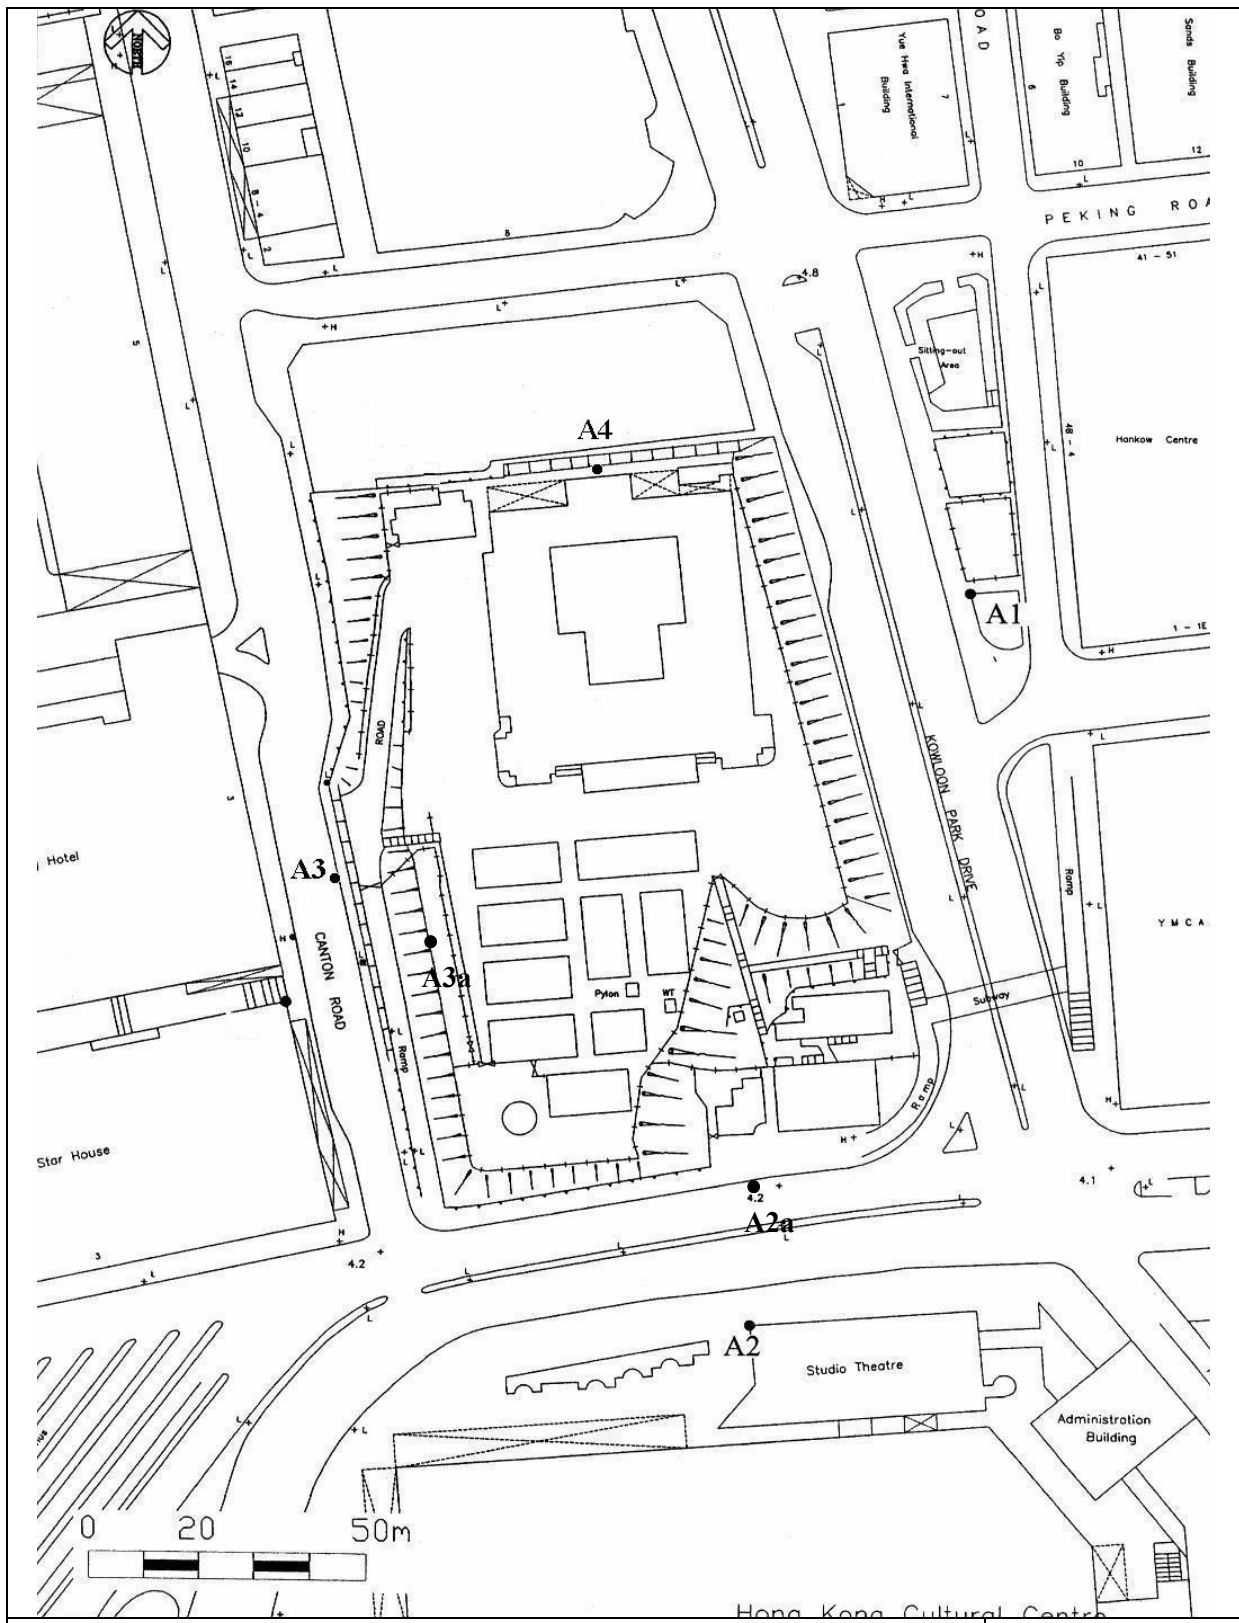 NORTH
L
H
16
14
12
10
8 - 4
2
L
L
L
8
L
Yue Hwa International
Building
1
7
L
H
L
OAD
6
Bo Yip Building
10
L
Sands Building
12
PEKING ROA
41 - 51
L
L
L
H
4.8
L
H
L
Sitting-out
Area
L
48 - 4
Hankow Centre
5
L
L
A4
L
L
L
A1
1
1 - 1E
H
L
ROAD
KOWLOON PARK DRIVE
3
g Hotel
A3
L
H
CANTON ROAD
L
A3a
L
Ramp
L
Y M C A
Pylon
WT
Subway
L
Ramp
Ramp
L
H
H
L
L
L
Star House
4.2
A2a
L
L
L
L
4.1
L
H
4.2
3
L
L
A2
Studio Theatre
L
L
Administration
Building
us
0 20 50m
Hong Kong Cultural Centre